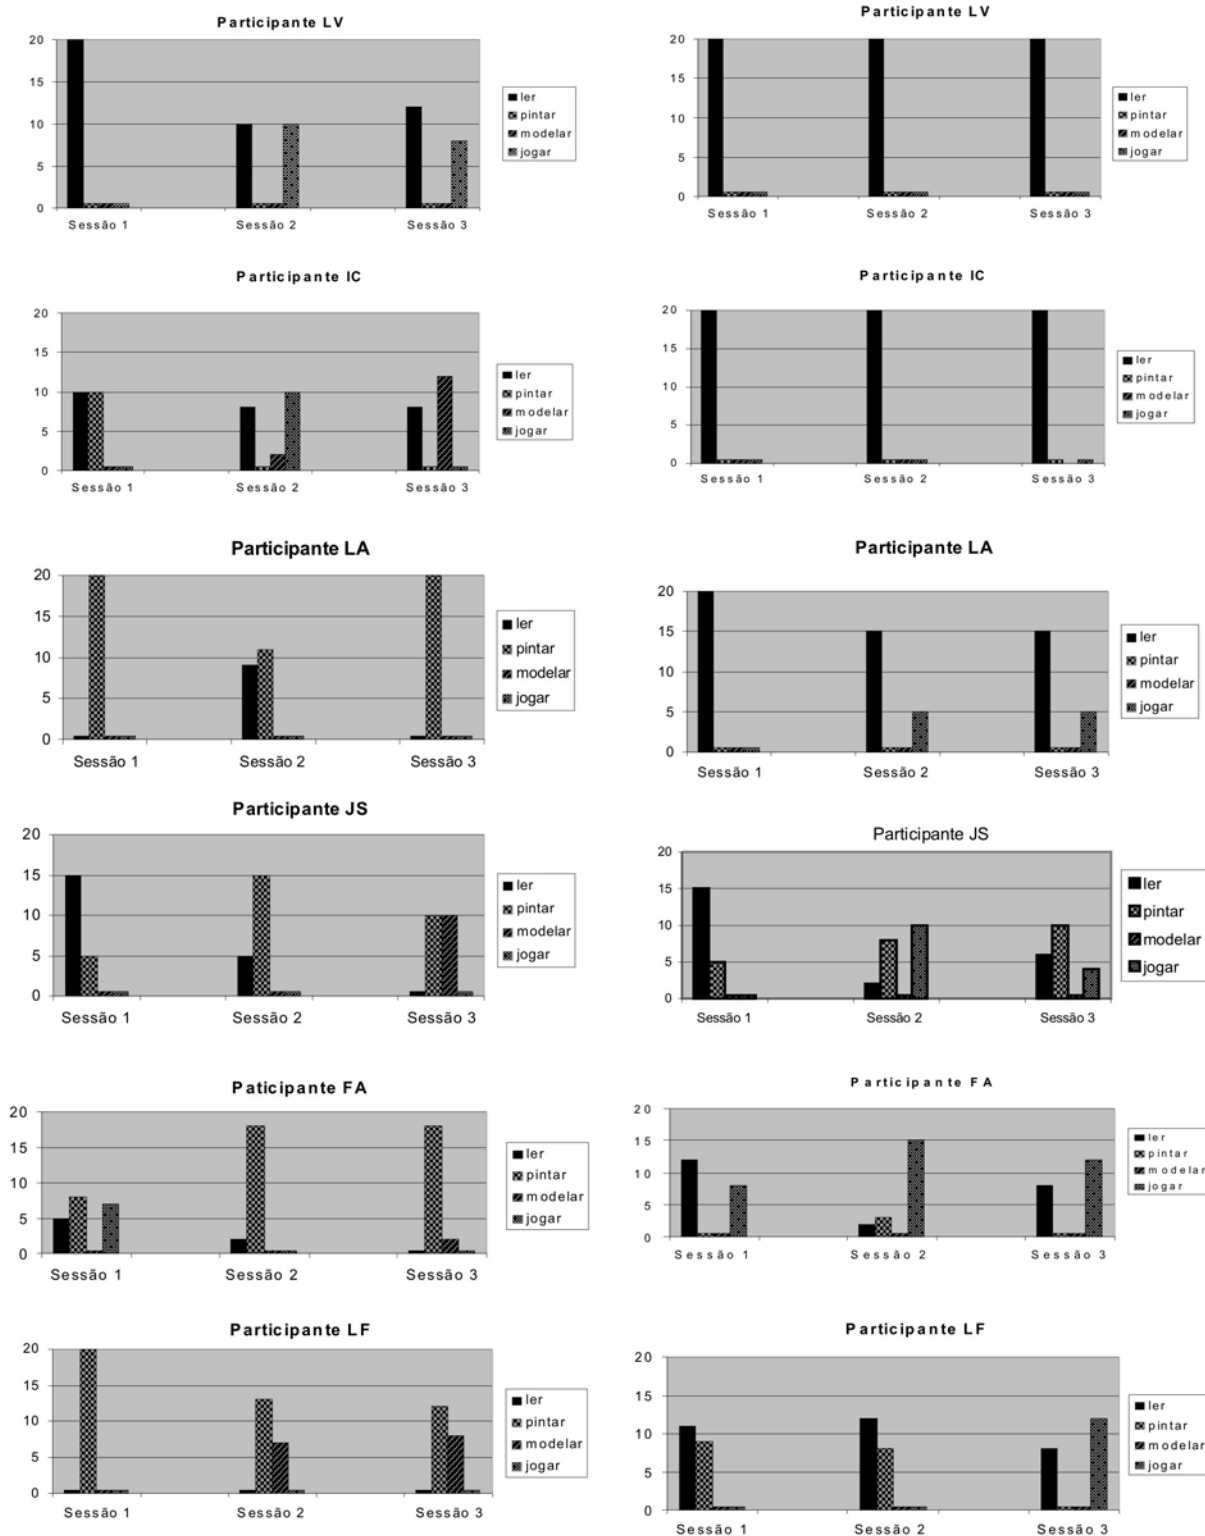 Participante LV
20
15
10
5
0
Sessão 1
Sessão 2
Sessão 3
ler
pintar
modelar
jogar
Participante LV
20
15
10
5
0
Sessão 1
Sessão 2
Sessão 3
ler
pintar
modelar
jogar
Participante IC
20
15
10
5
0
Sessão 1
Sessão 2
Sessão 3
ler
pintar
modelar
jogar
Participante IC
20
15
10
5
0
Sessão 1
Sessão 2
Sessão 3
ler
pintar
modelar
jogar
Participante LA
20
15
10
5
0
Sessão 1
Sessão 2
Sessão 3
ler
pintar
modelar
jogar
Participante LA
20
15
10
5
0
Sessão 1
Sessão 2
Sessão 3
ler
pintar
modelar
jogar
Participante JS
20
15
10
5
0
Sessão 1
Sessão 2
Sessão 3
ler
pintar
modelar
jogar
Participante JS
20
15
10
5
0
Sessão 1
Sessão 2
Sessão 3
ler
pintar
modelar
jogar
Paticipante FA
20
15
10
5
0
Sessão 1
Sessão 2
Sessão 3
ler
pintar
modelar
jogar
Participante FA
20
15
10
5
0
Sessão 1
Sessão 2
Sessão 3
ler
pintar
modelar
jogar
Participante LF
20
15
10
5
0
Sessão 1
Sessão 2
Sessão 3
ler
pintar
modelar
jogar
Participante LF
20
15
10
5
0
Sessão 1
Sessão 2
Sessão 3
ler
pintar
modelar
jogar